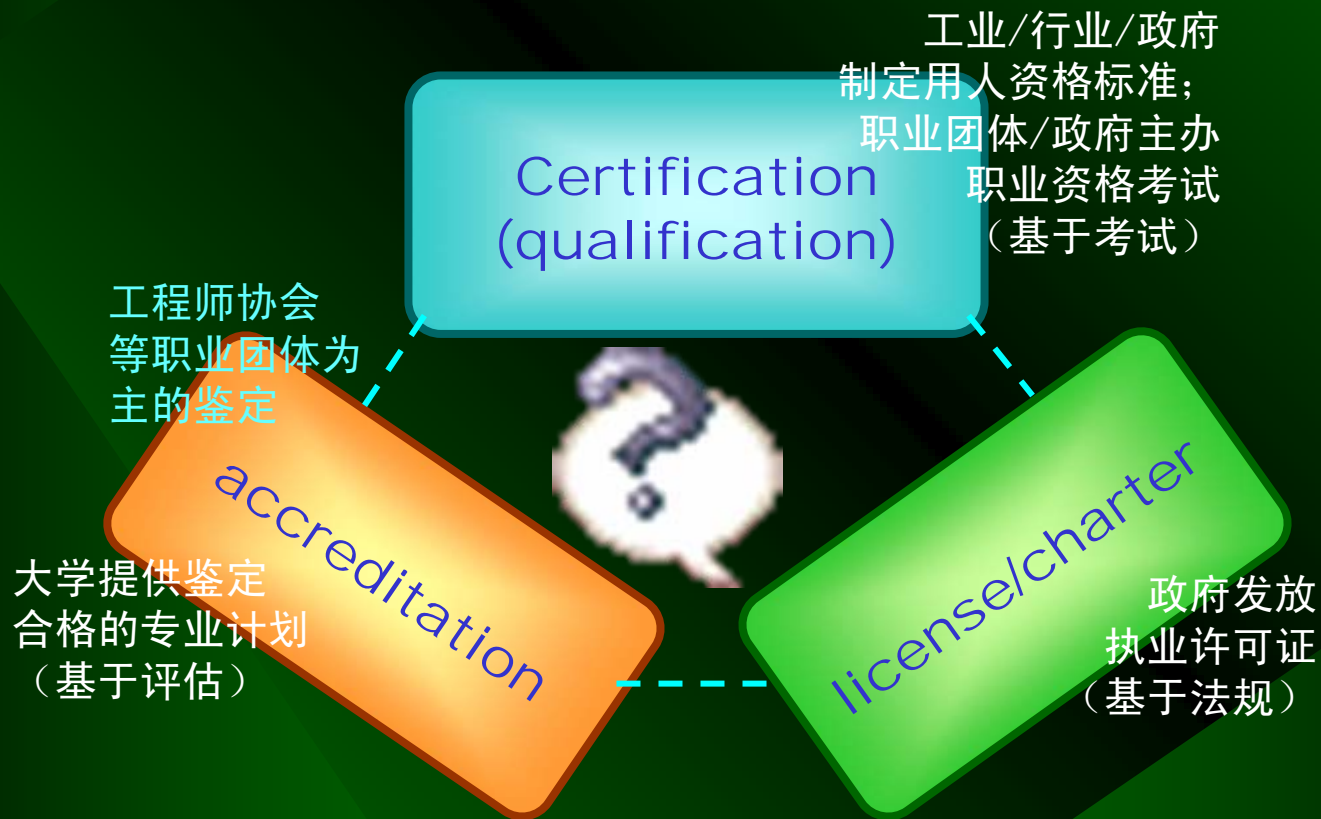 工业/行业/政府
制定用人资格标准；
职业团体/政府主办
职业资格考试
（基于考试）
Certification
(qualification)
工程师协会
等职业团体为
主的鉴定
accreditation
大学提供鉴定
合格的专业计划
（基于评估）
license/charter
政府发放
执业许可证
（基于法规）
?